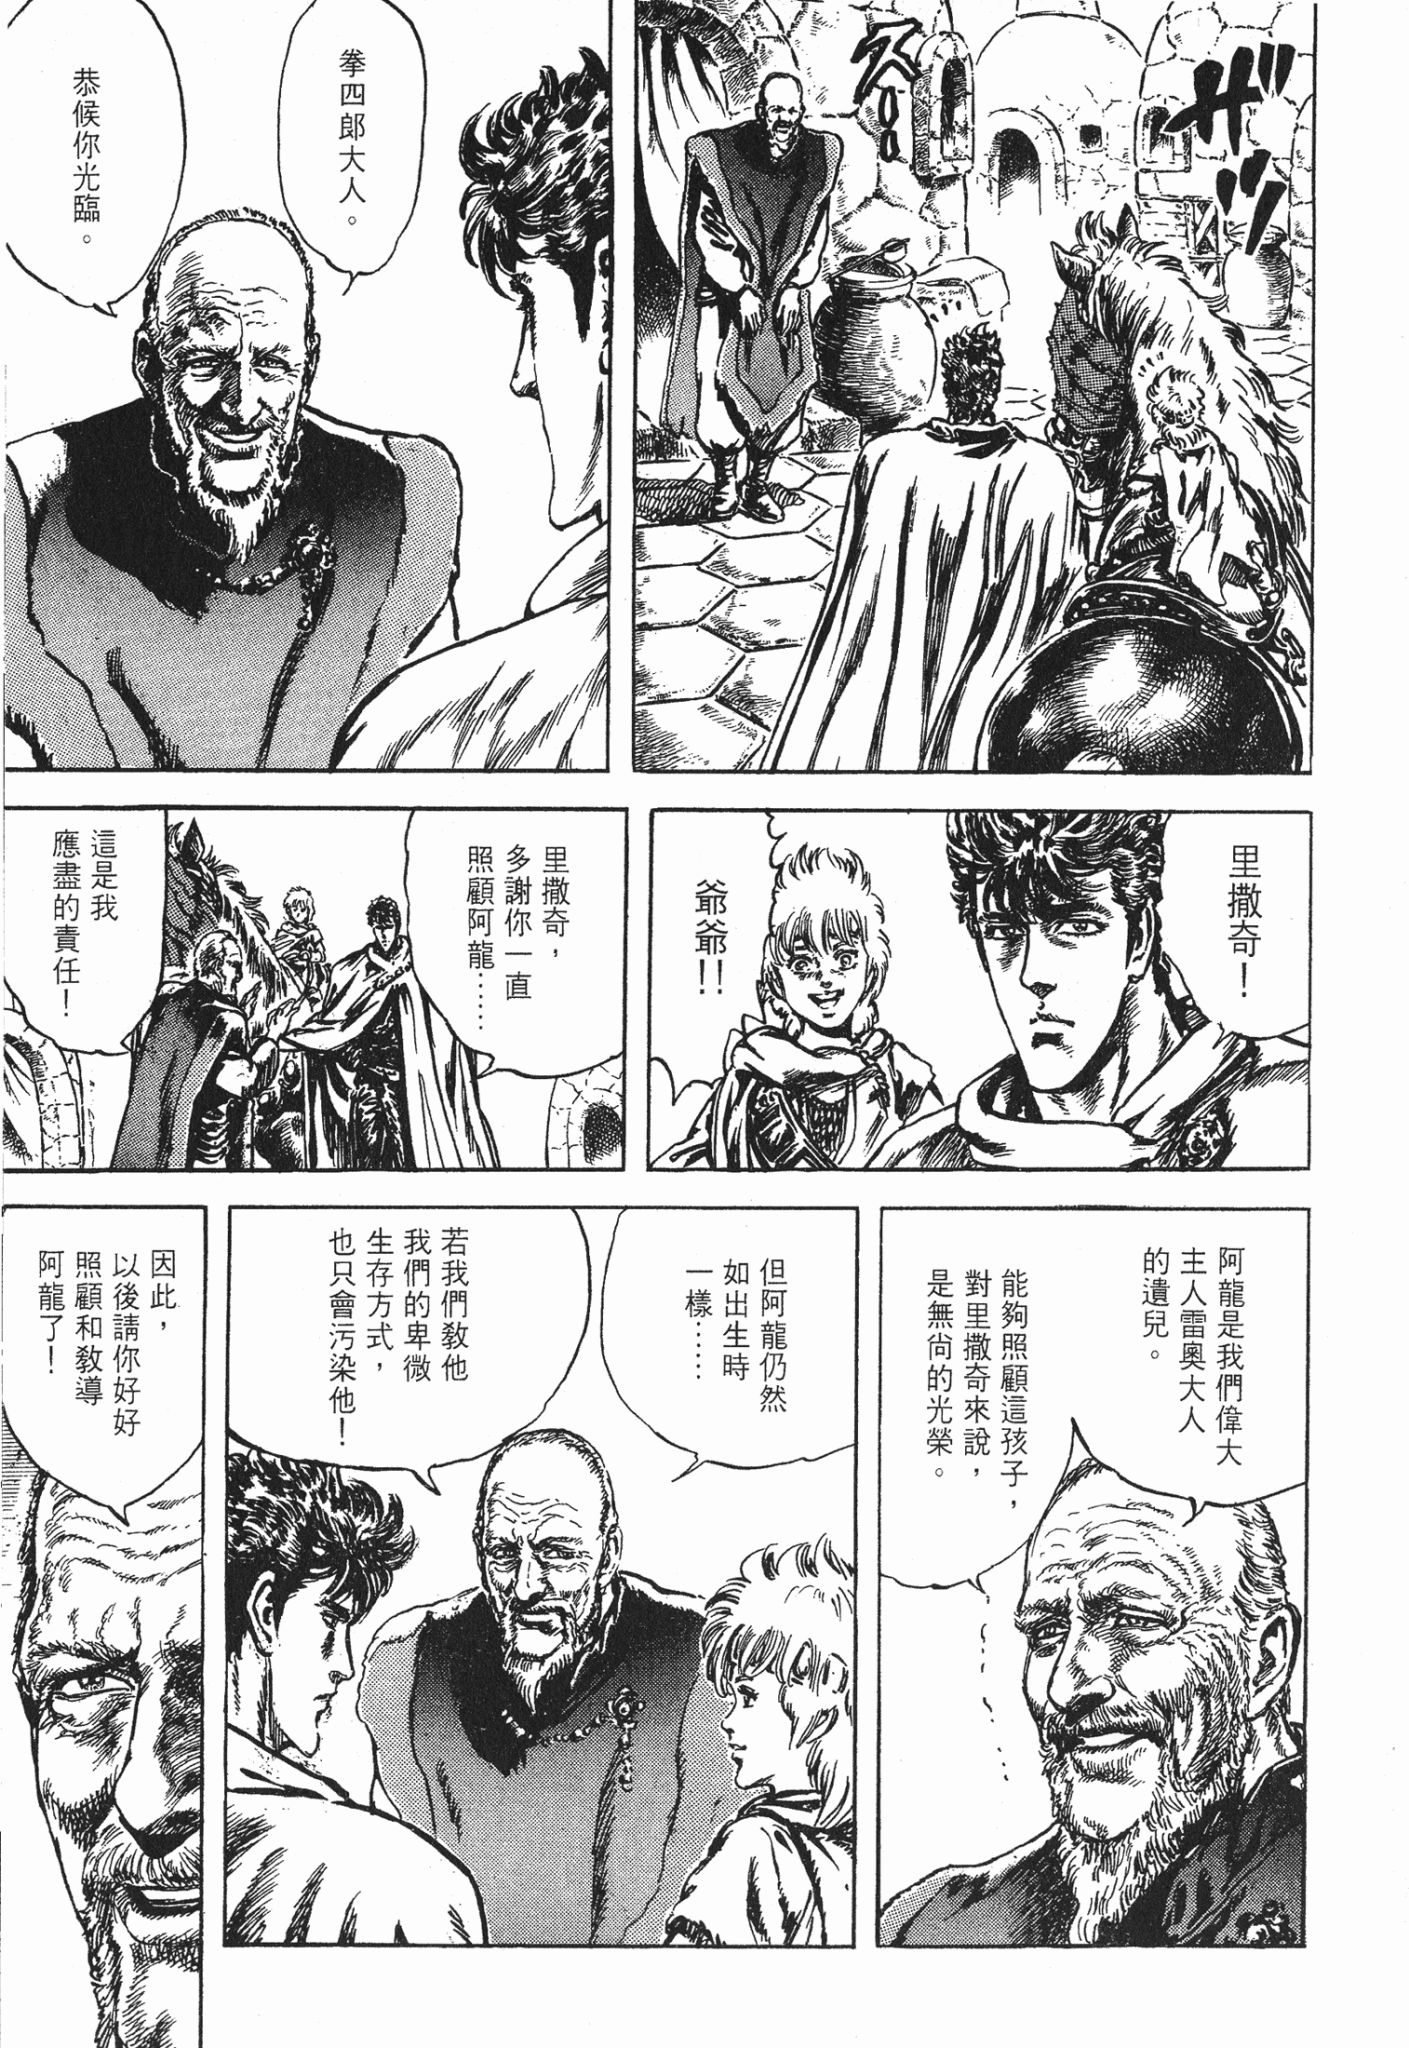 ザッ
ザッ
スー
拳四郎大人。
恭候你光臨。
里撒奇！
爺爺！！
里撒奇，
多謝你一直
照顧阿龍……
這是我
應盡的責任！
阿龍是我們偉大
主人雷奧大人
的遺兒。
能夠照顧這孩子，
對里撒奇來說，
是無尚的光榮。
但阿龍仍然
如出生時
一樣……
若我們教他
我們的卑微
生存方式，
也只會污染他！
因此，
以後請你好好
照顧和教導
阿龍了！